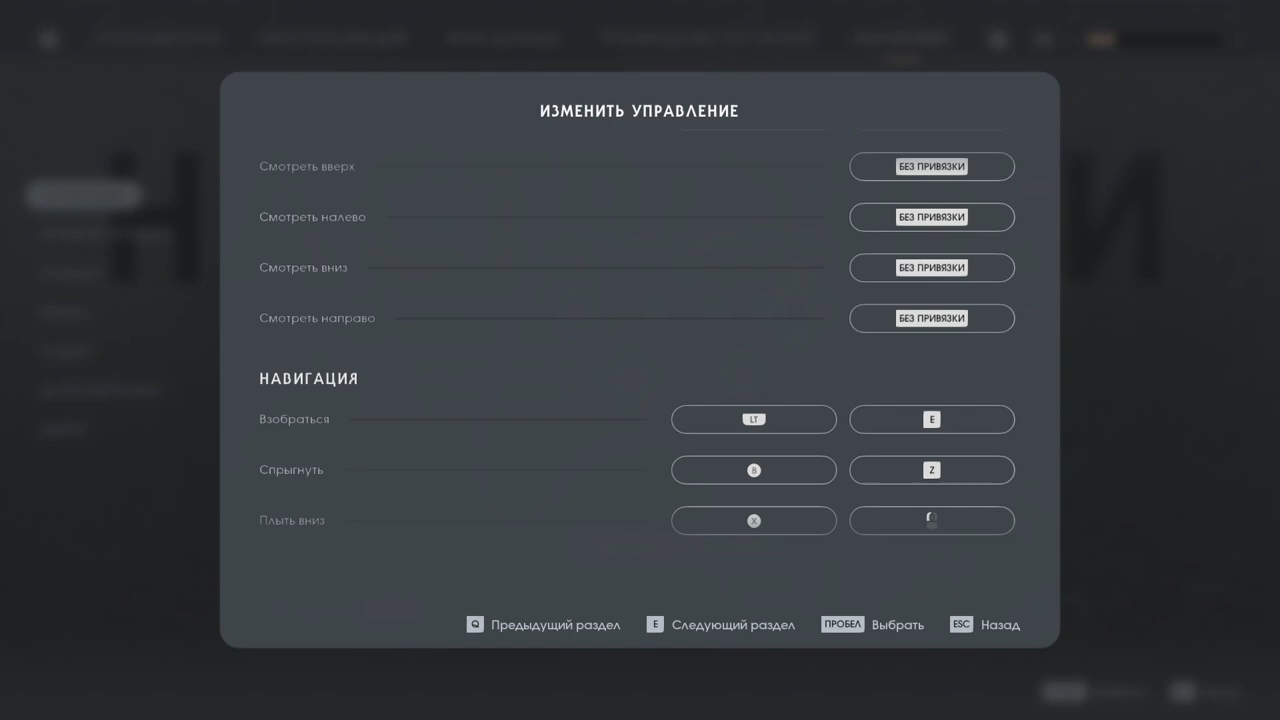 ИЗМЕНИТЬ УПРАВЛЕНИЕ
Смотреть вверх БЕЗ ПРИВЯЗКИ
Смотреть налево БЕЗ ПРИВЯЗКИ
Смотреть вниз БЕЗ ПРИВЯЗКИ
Смотреть направо БЕЗ ПРИВЯЗКИ
НАВИГАЦИЯ
Взобраться LT E
Спрыгнуть B Z
Плыть вниз X
Q Предыдущий раздел E Следующий раздел ПРОБЕЛ Выбрать ESC Назад